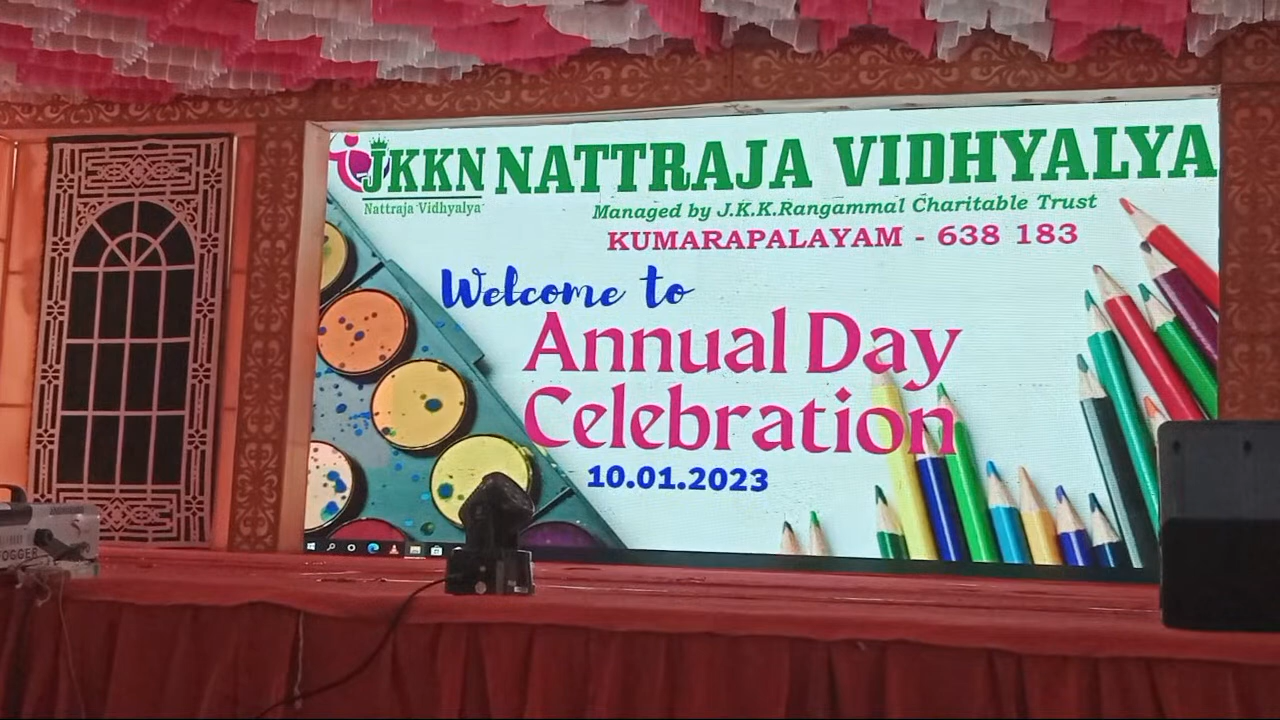 JKKN NATTRAJA VIDHYALYA
Nattraja Vidhyalya
Managed by J.K.K.Rangammal Charitable Trust
KUMARAPALAYAM - 638 183
Welcome to
Annual Day
Celebration
10.01.2023
OGGER